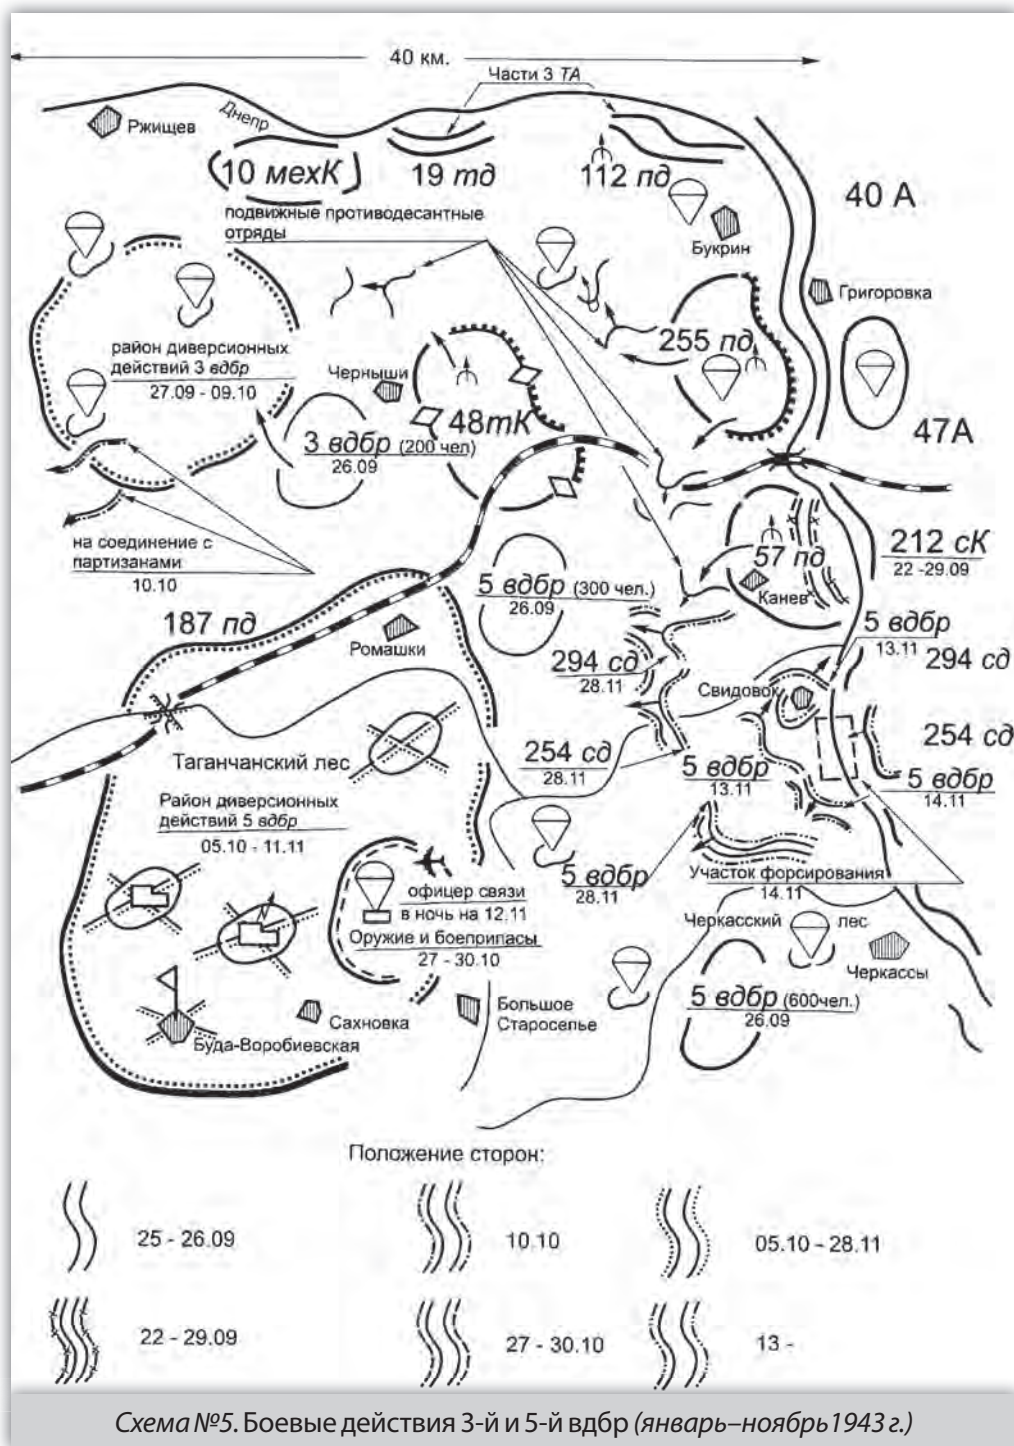 40 км.
Части 3 ТА
Днепр
Ржищев
10 мехК
19 тд
112 пд
40 А
подвижные противодесантные
отряды
Букрин
Григоровка
255 пд
район диверсионных
действий 3 вдбр
27.09 - 09.10
Черныши
48тК
47А
3 вдбр (200 чел)
26.09
на соединение с
партизанами
10.10
212 сК
22 -29.09
57 пд
Канев
5 вдбр (300 чел.)
26.09
187 пд
Ромашки
5 вдбр
13.11
294 сд
294 сд
28.11
Свидовок
254 сд
28.11
254 сд
5 вдбр
13.11
5 вдбр
14.11
Таганчанский лес
Район диверсионных
действий 5 вдбр
05.10 - 11.11
5 вдбр
28.11
Участок форсирования
14.11
офицер связи
в ночь на 12.11
Оружие и боеприпасы
27 - 30.10
Черкасский лес
Черкассы
5 вдбр (600чел.)
26.09
Большое
Староселье
Сахновка
Буда-Воробиевская
Положение сторон:
25 - 26.09
10.10
05.10 - 28.11
22 - 29.09
27 - 30.10
13 -
Схема №5. Боевые действия 3-й и 5-й вдбр (январь–ноябрь1943 г.)